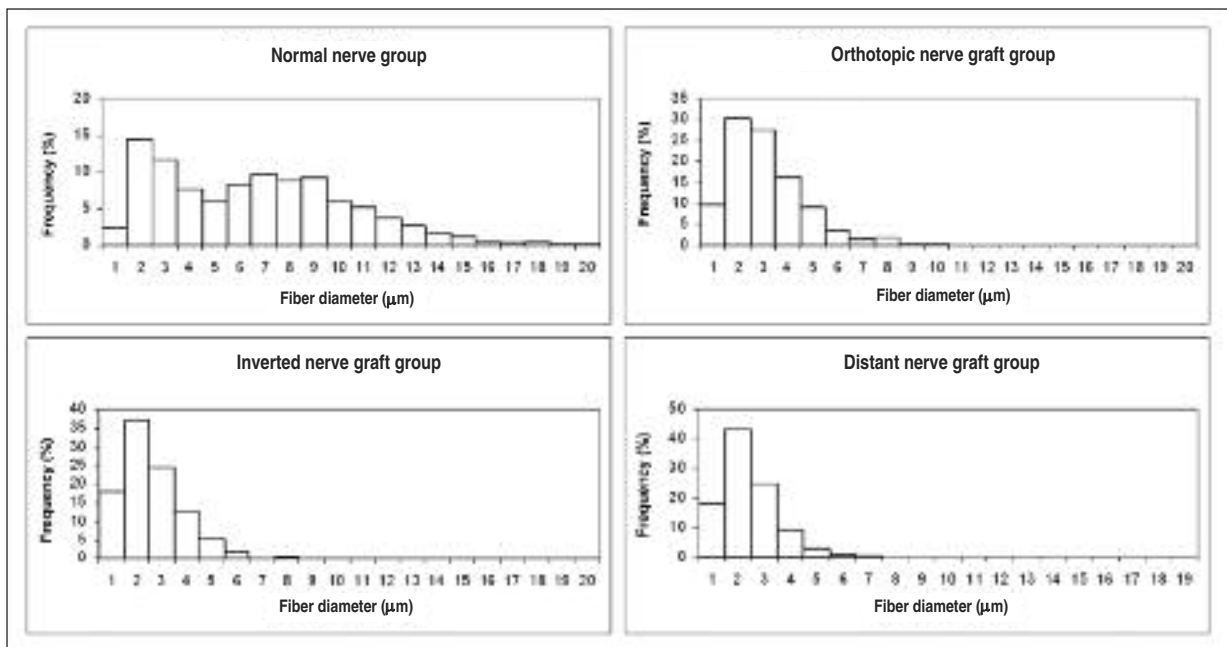 Normal nerve group
20
15
10
5
0
Frequency (%)
1 2 3 4 5 6 7 8 9 10 11 12 13 14 15 16 17 18 19 20
Fiber diameter (μm)
Orthotopic nerve graft group
35
30
25
20
15
10
5
0
Frequency (%)
1 2 3 4 5 6 7 8 9 10 11 12 13 14 15 16 17 18 19 20
Fiber diameter (μm)
Inverted nerve graft group
40
35
30
25
20
15
10
5
0
Frequency (%)
1 2 3 4 5 6 7 8 9 10 11 12 13 14 15 16 17 18 19 20
Fiber diameter (μm)
Distant nerve graft group
50
40
30
20
10
0
Frequency (%)
1 2 3 4 5 6 7 8 9 10 11 12 13 14 15 16 17 18 19
Fiber diameter (μm)